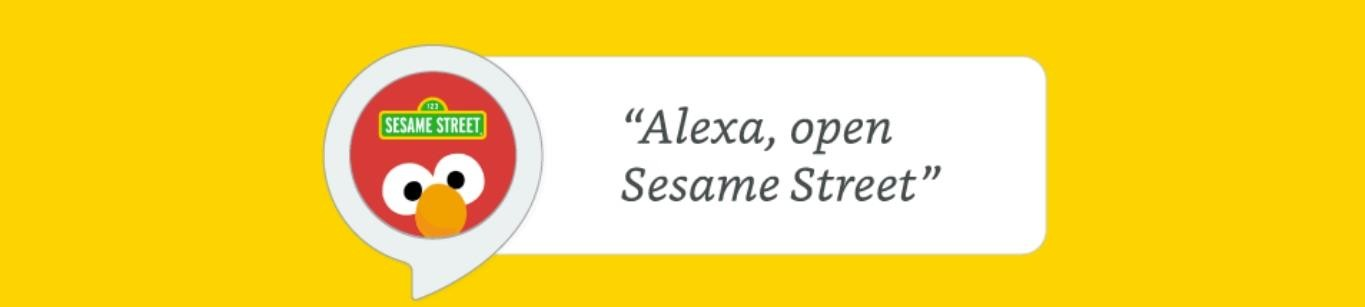 123
SESAME STREET
“Alexa, open
Sesame Street”